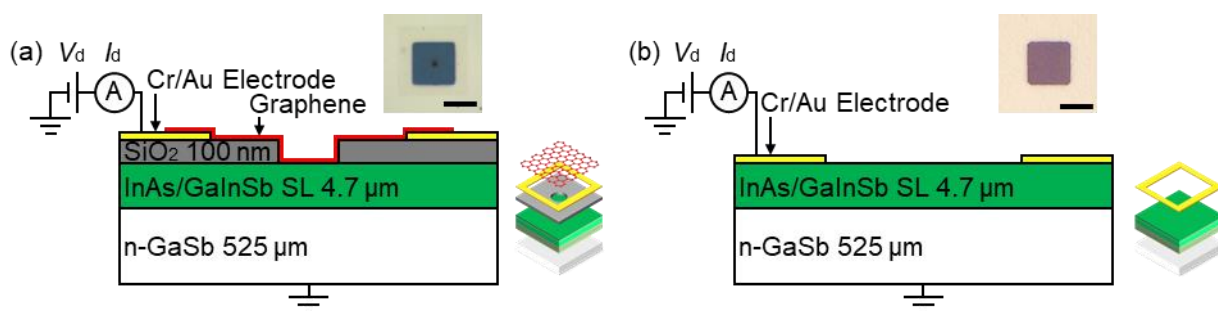 (a) Vd Id
A
Cr/Au Electrode
Graphene
SiO2 100 nm
InAs/GaInSb SL 4.7 μm
n-GaSb 525 μm
(b) Vd Id
A
Cr/Au Electrode
InAs/GaInSb SL 4.7 μm
n-GaSb 525 μm